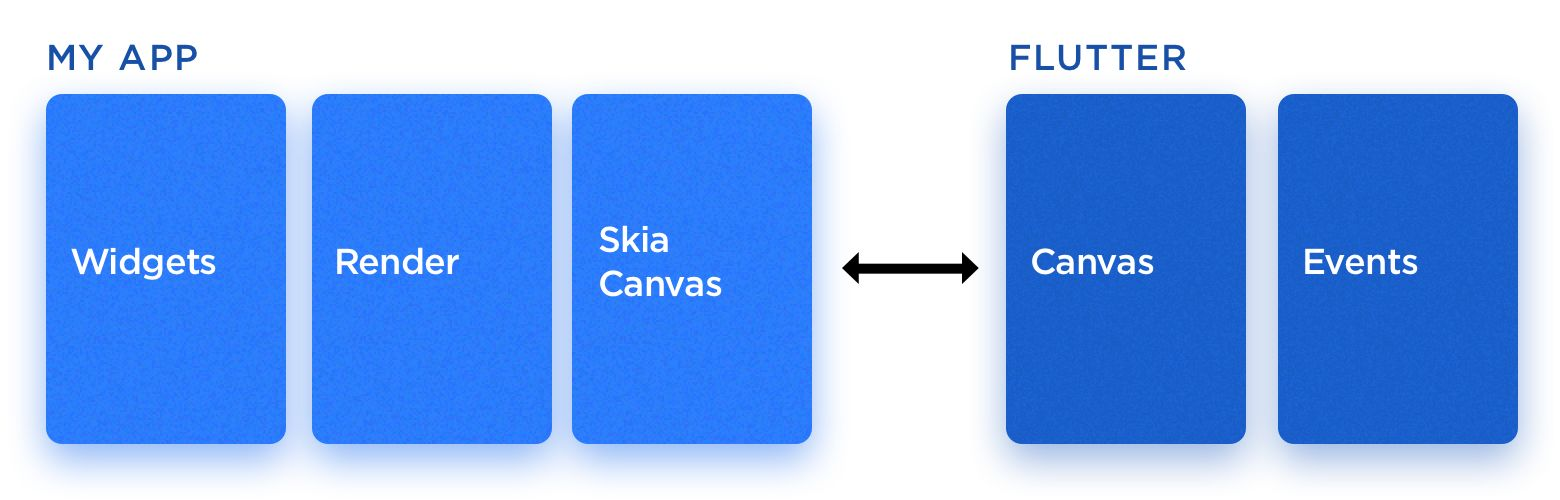 MY APP
FLUTTER
Widgets
Render
Skia
Canvas
Canvas
Events